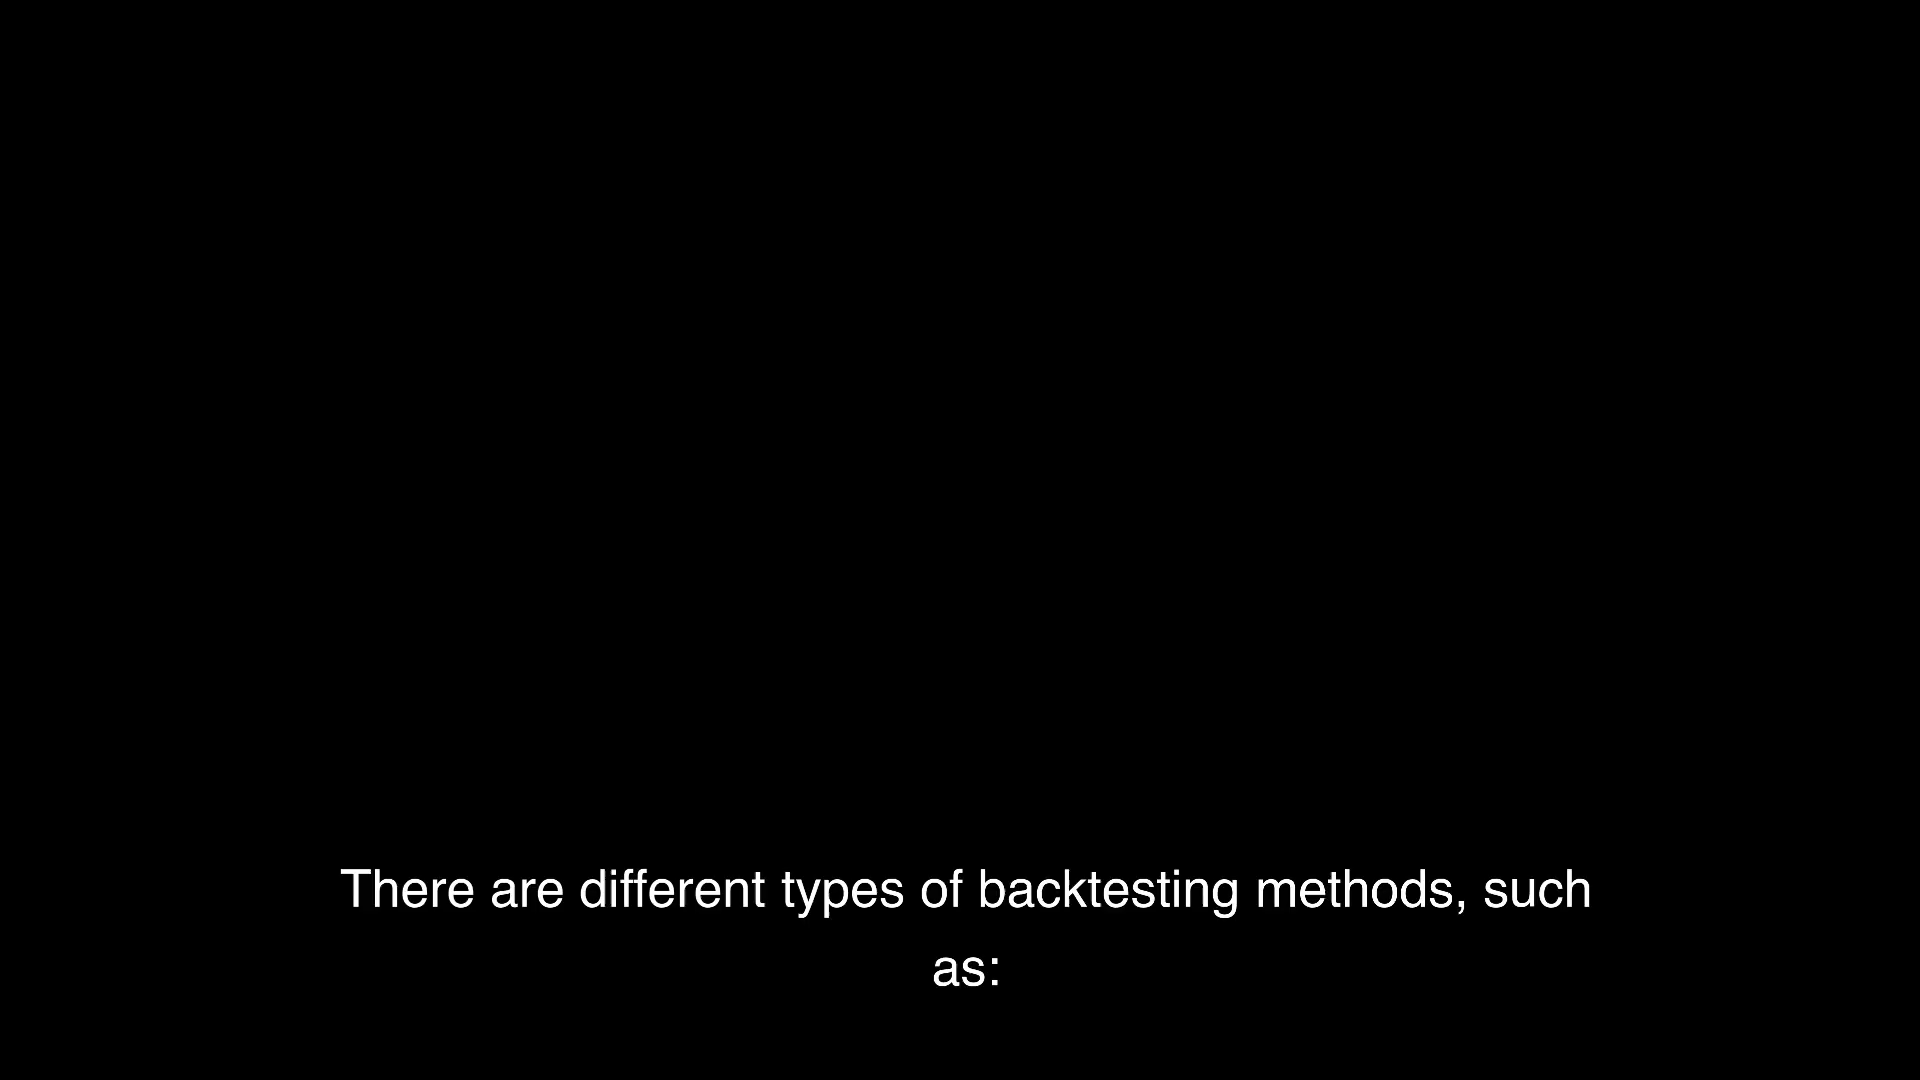 There are different types of backtesting methods, such
as: